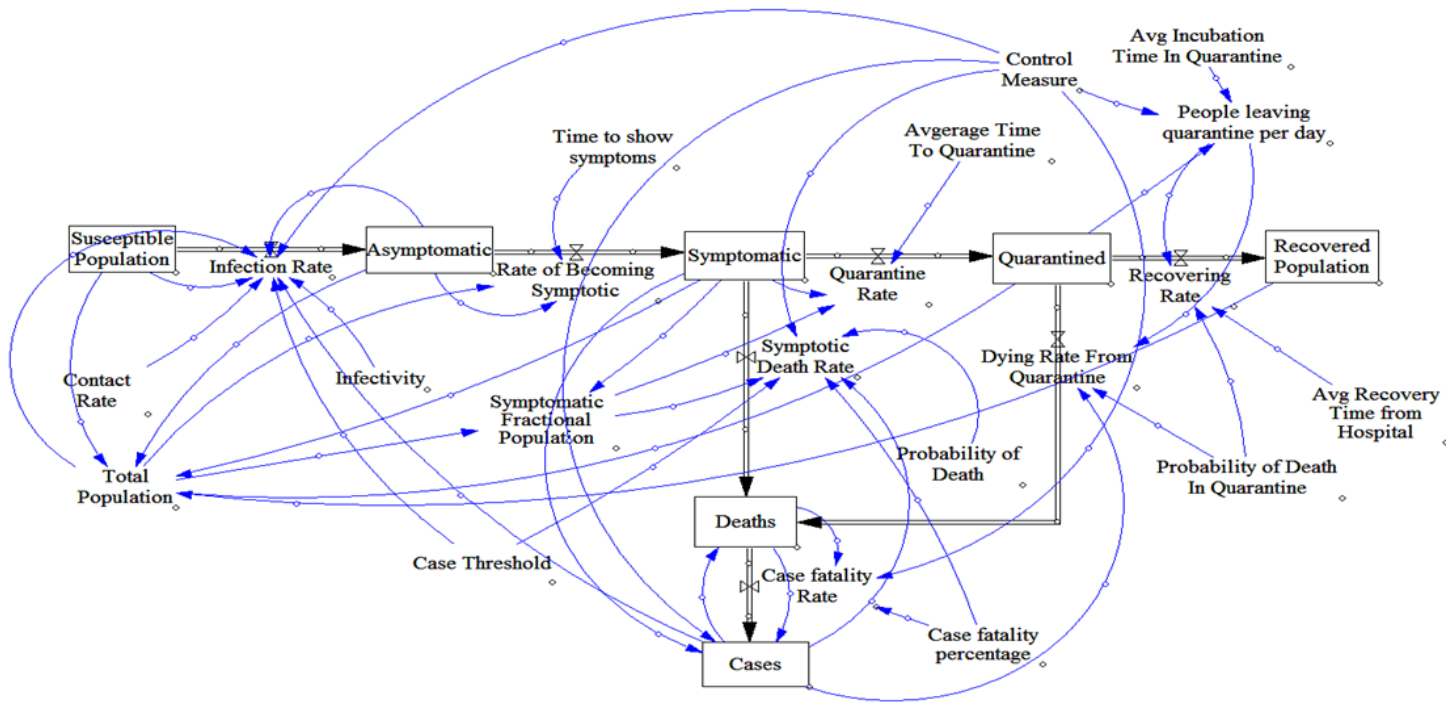 Control
Measure
Avg Incubation
Time In Quarantine
People leaving
quarantine per day
Time to show
symptoms
Avgerage Time
To Quarantine
Susceptible
Population
Infection Rate
Asymptomatic
Rate of Becoming
Symptotic
Symptomatic
Quarantine
Rate
Quarantined
Recovering
Rate
Recovered
Population
Contact
Rate
Infectivity
Symptomatic
Fractional
Population
Symptotic
Death Rate
Dying Rate From
Quarantine
Avg Recovery
Time from
Hospital
Total
Population
Probability of
Death
Probability of Death
In Quarantine
Case Threshold
Deaths
Case fatality
Rate
Case fatality
percentage
Cases